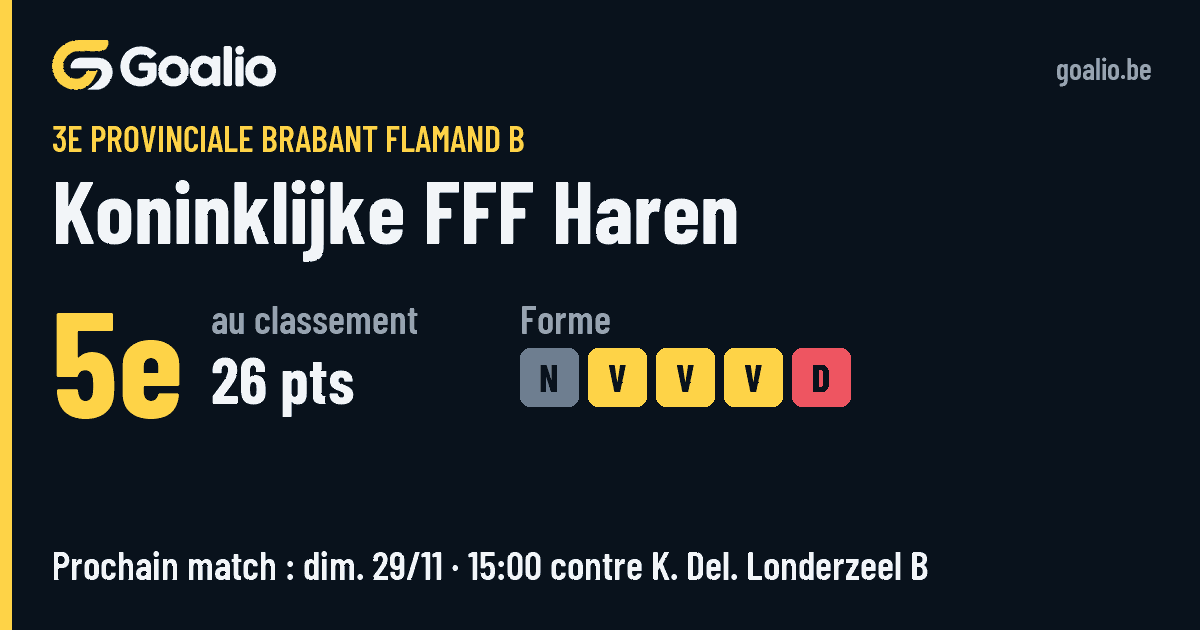 Goalio
goalio.be
3E PROVINCIALE BRABANT FLAMAND B
Koninklijke FFF Haren
5e
au classement
26 pts
Forme
N V V V D
Prochain match : dim. 29/11 · 15:00 contre K. Del. Londerzeel B